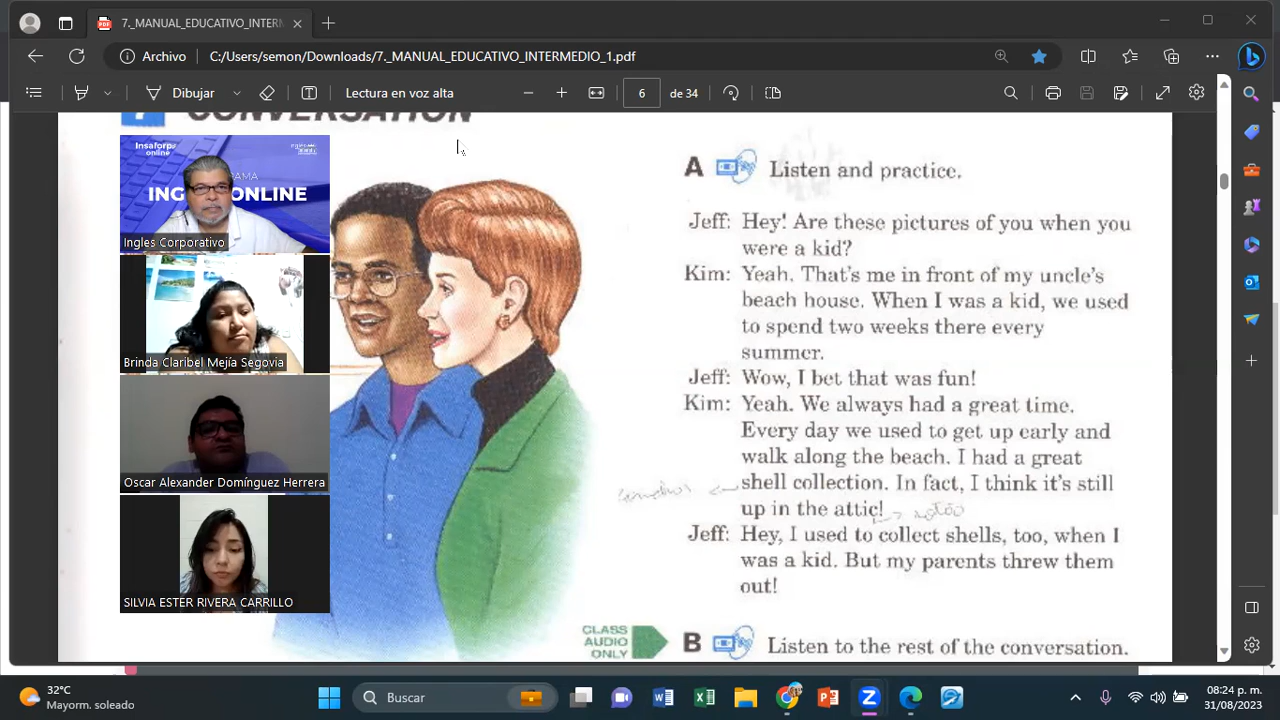 7._MANUAL_EDUCATIVO_INTERM
Archivo
C:/Users/semon/Downloads/7._MANUAL_EDUCATIVO_INTERMEDIO_1.pdf
Dibujar
Lectura en voz alta
6
de 34
CONVERSATION
Insaforp online
INGLES ONLINE
Ingles Corporativo
Brinda Claribel Mejía Segovia
Oscar Alexander Domínguez Herrera
SILVIA ESTER RIVERA CARRILLO
A Listen and practice.
Jeff: Hey! Are these pictures of you when you
were a kid?
Kim: Yeah. That's me in front of my uncle's
beach house. When I was a kid, we used
to spend two weeks there every
summer.
Jeff: Wow, I bet that was fun!
Kim: Yeah. We always had a great time.
Every day we used to get up early and
walk along the beach. I had a great
shell collection. In fact, I think it's still
up in the attic!
Jeff: Hey, I used to collect shells, too, when I
was a kid. But my parents threw them
out!
CLASS
AUDIO
ONLY
B Listen to the rest of the conversation.
32°C
Mayorm. soleado
Buscar
08:24 p. m.
31/08/2023